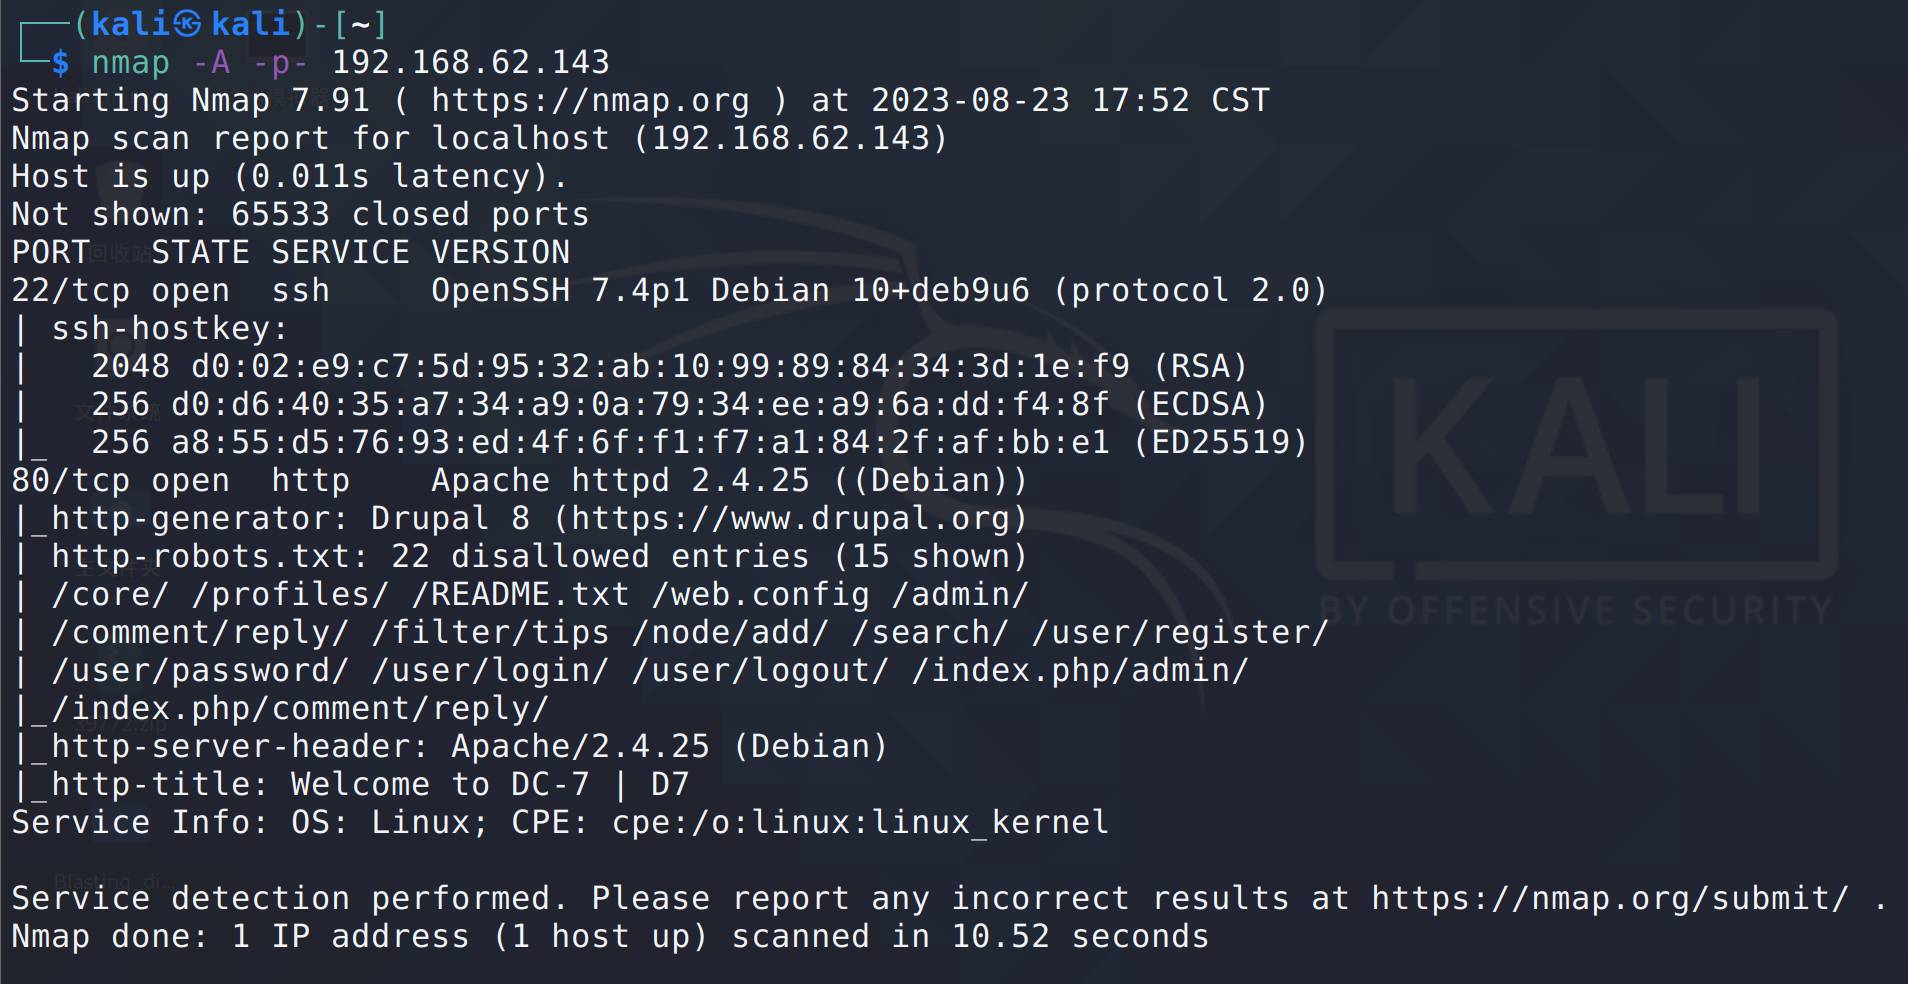 (kali㉿kali)-[~]
$ nmap -A -p- 192.168.62.143
Starting Nmap 7.91 ( https://nmap.org ) at 2023-08-23 17:52 CST
Nmap scan report for localhost (192.168.62.143)
Host is up (0.011s latency).
Not shown: 65533 closed ports
PORT   STATE SERVICE VERSION
22/tcp open  ssh     OpenSSH 7.4p1 Debian 10+deb9u6 (protocol 2.0)
| ssh-hostkey:
|   2048 d0:02:e9:c7:5d:95:32:ab:10:99:89:84:34:3d:1e:f9 (RSA)
|   256 d0:d6:40:35:a7:34:a9:0a:79:34:ee:a9:6a:dd:f4:8f (ECDSA)
|_  256 a8:55:d5:76:93:ed:4f:6f:f1:f7:a1:84:2f:af:bb:e1 (ED25519)
80/tcp open  http    Apache httpd 2.4.25 ((Debian))
|_http-generator: Drupal 8 (https://www.drupal.org)
| http-robots.txt: 22 disallowed entries (15 shown)
| /core/ /profiles/ /README.txt /web.config /admin/
| /comment/reply/ /filter/tips /node/add/ /search/ /user/register/
| /user/password/ /user/login/ /user/logout/ /index.php/admin/
|_/index.php/comment/reply/
|_http-server-header: Apache/2.4.25 (Debian)
|_http-title: Welcome to DC-7 | D7
Service Info: OS: Linux; CPE: cpe:/o:linux:linux_kernel
Service detection performed. Please report any incorrect results at https://nmap.org/submit/ .
Nmap done: 1 IP address (1 host up) scanned in 10.52 seconds
KALI
BY OFFENSIVE SECURITY
回收站
Blasting_di...